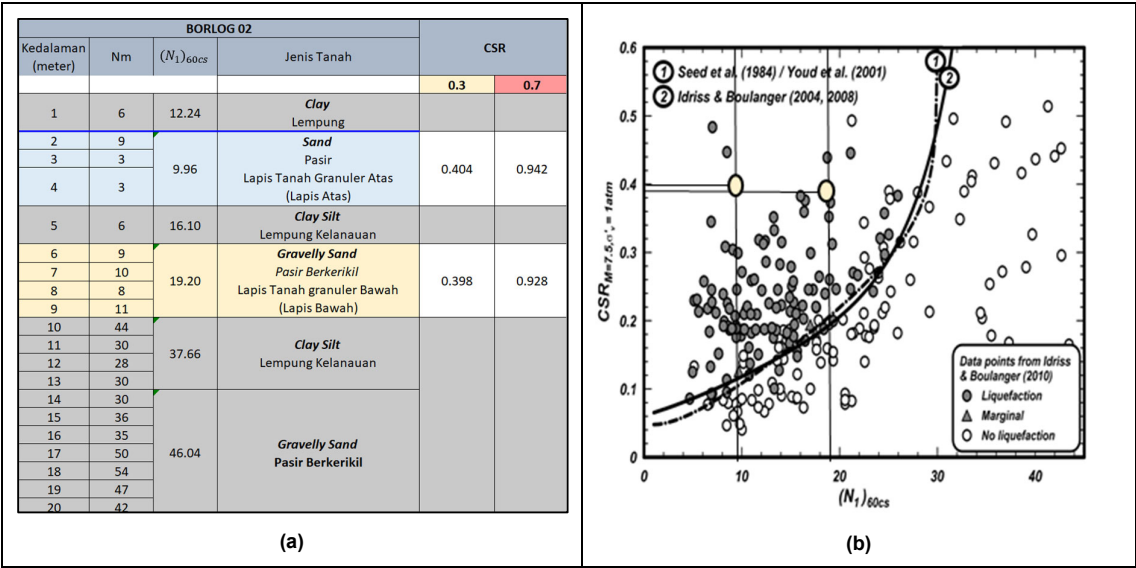 BORLOG 02
Kedalaman (meter) Nm (N₁)₆₀cs Jenis Tanah CSR
0.3 0.7
1 6 12.24 Clay
Lempung
2 9 Sand
3 3 9.96 Pasir 0.404 0.942
Lapis Tanah Granuler Atas
4 3 (Lapis Atas)
5 6 16.10 Clay Silt
Lempung Kelanauan
6 9 Gravelly Sand
7 10 19.20 Pasir Berkerikil 0.398 0.928
8 8 Lapis Tanah granuler Bawah
9 11 (Lapis Bawah)
10 44
11 30 37.66 Clay Silt
12 28 Lempung Kelanauan
13 30
14 30
15 36
16 35
17 50 46.04 Gravelly Sand
18 54 Pasir Berkerikil
19 47
20 42
(a)
0.6
0.5
0.4
0.3
0.2
0.1
0
CSR M=7.5,σ'v = 1atm
1 Seed et al. (1984) / Youd et al. (2001)
2 Idriss & Boulanger (2004, 2008)
1
2
Data points from Idriss
& Boulanger (2010)
Liquefaction
Marginal
No liquefaction
0 10 20 30 40
(N₁)₆₀cs
(b)